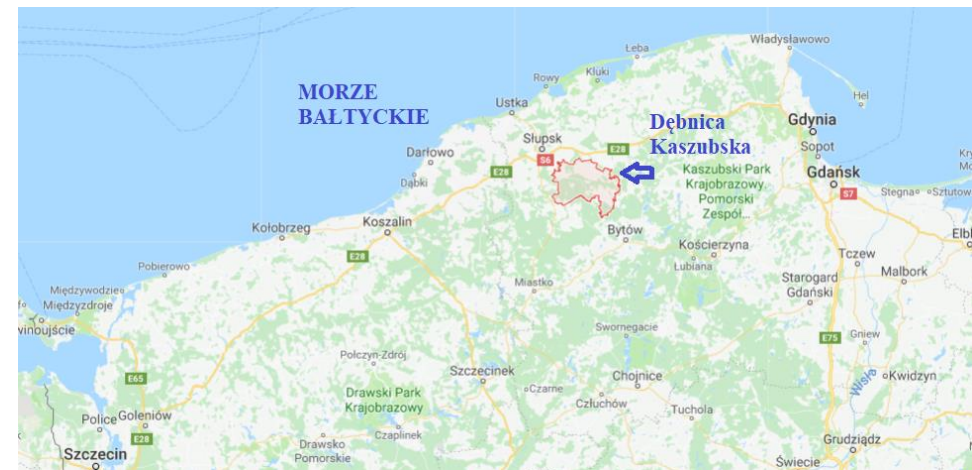 Władysławowo
Łeba
Kluki
Rowy
Hel
MORZE
BAŁTYCKIE
Ustka
Dębnica
Kaszubska
Gdynia
Słupsk
E28
Sopot
Darłowo
S6
Kaszubski Park
Krajobrazowy
Pomorski
Zespół...
Gdańsk
E28
Dąbki
S7
Stegna
Sztutow
Kołobrzeg
Koszalin
Bytów
Elbl
Kościerzyna
E28
Lubiana
Tczew
Pobierowo
Malbork
Miastko
Starogard
Gdański
Międzywodzie
Międzyzdroje
winoujście
Swornegacie
E75
Gniew
Połczyn-Zdrój
Szczecinek
Wisła
Kwidzyn
E65
Chojnice
Drawski Park
Krajobrazowy
Czarne
Człuchów
Tuchola
Police
Goleniów
Czaplinek
E28
Drawsko
Pomorskie
Grudziądz
Szczecin
Świecie